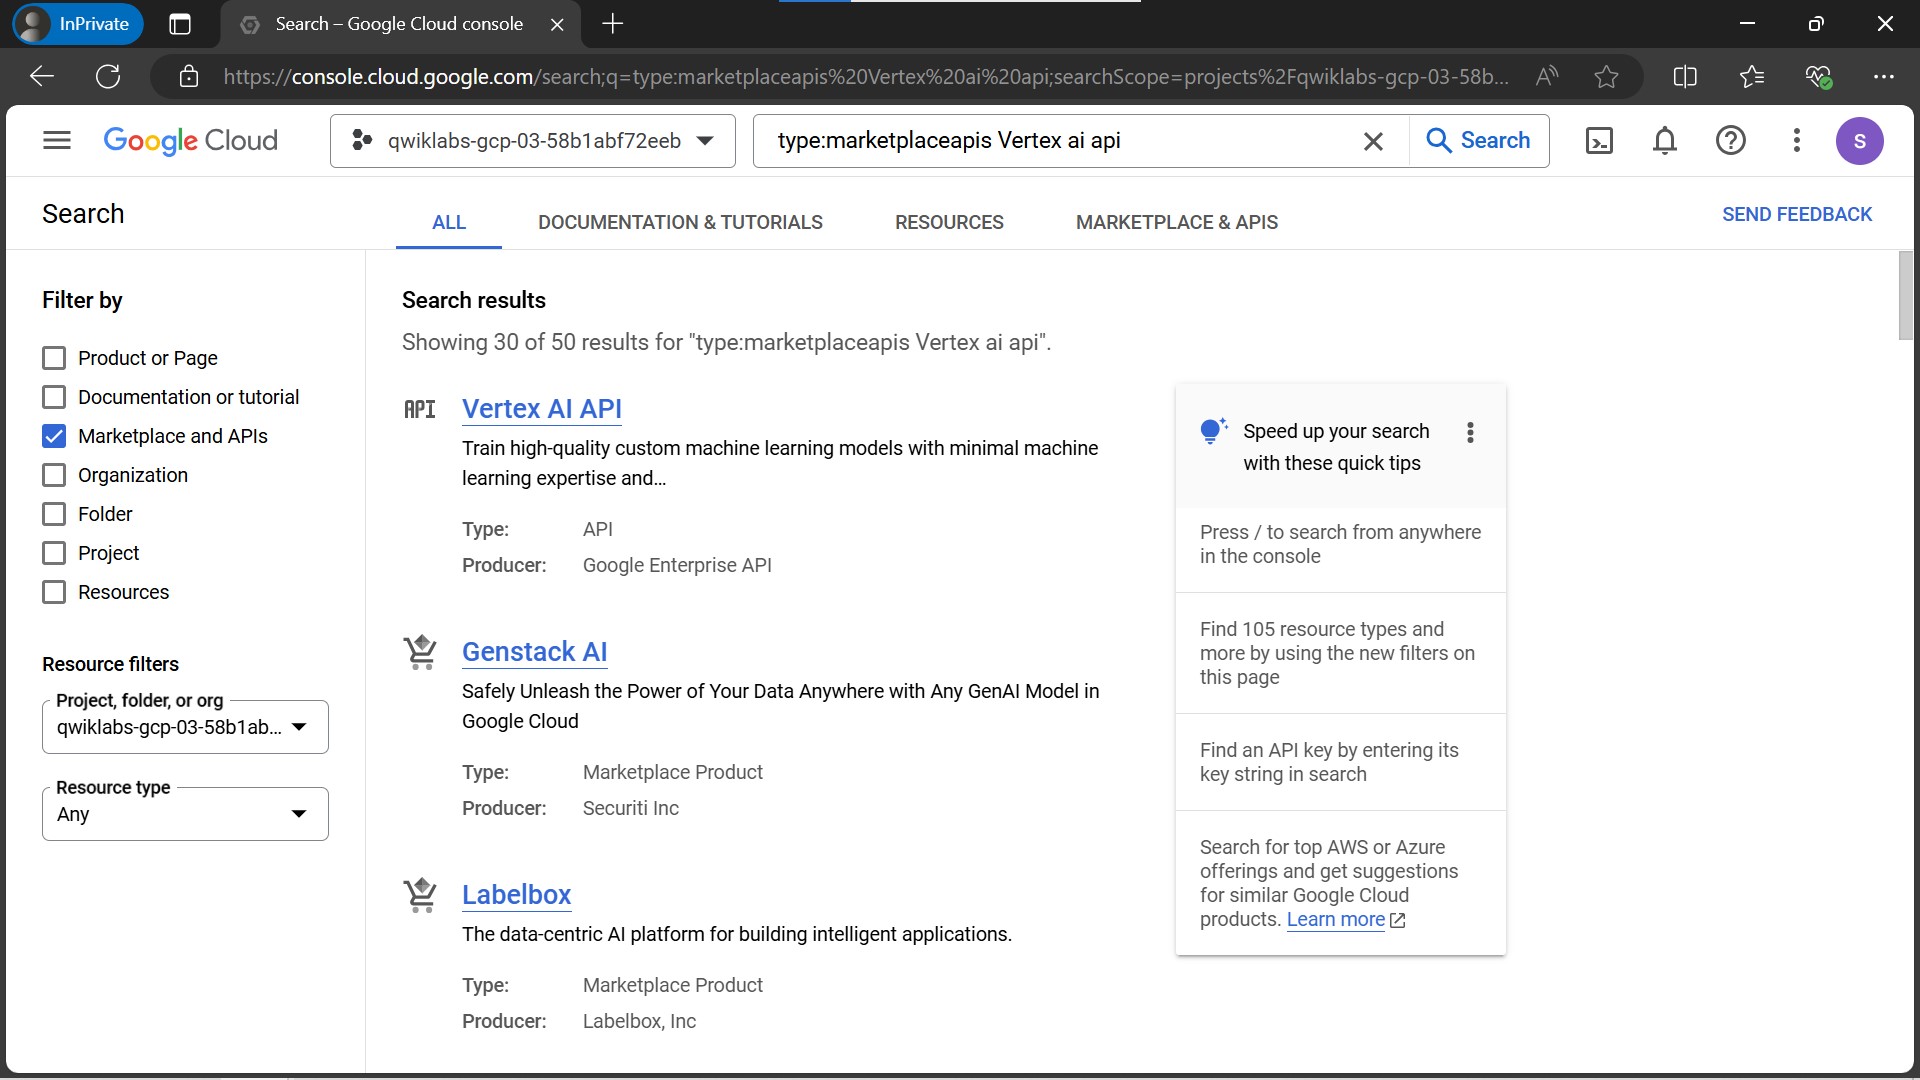 InPrivate
Search – Google Cloud console
https://console.cloud.google.com/search;q=type:marketplaceapis%20Vertex%20ai%20api;searchScope=projects%2Fqwiklabs-gcp-03-58b...
Google Cloud
qwiklabs-gcp-03-58b1abf72eeb
type:marketplaceapis Vertex ai api
Search
S
Search
ALL
DOCUMENTATION & TUTORIALS
RESOURCES
MARKETPLACE & APIS
SEND FEEDBACK
Filter by
Product or Page
Documentation or tutorial
Marketplace and APIs
Organization
Folder
Project
Resources
Resource filters
Project, folder, or org
qwiklabs-gcp-03-58b1ab...
Resource type
Any
Search results
Showing 30 of 50 results for "type:marketplaceapis Vertex ai api".
API
Vertex AI API
Train high-quality custom machine learning models with minimal machine
learning expertise and...
Type: API
Producer: Google Enterprise API
Genstack AI
Safely Unleash the Power of Your Data Anywhere with Any GenAI Model in
Google Cloud
Type: Marketplace Product
Producer: Securiti Inc
Labelbox
The data-centric AI platform for building intelligent applications.
Type: Marketplace Product
Producer: Labelbox, Inc
Speed up your search
with these quick tips
Press / to search from anywhere
in the console
Find 105 resource types and
more by using the new filters on
this page
Find an API key by entering its
key string in search
Search for top AWS or Azure
offerings and get suggestions
for similar Google Cloud
products. Learn more